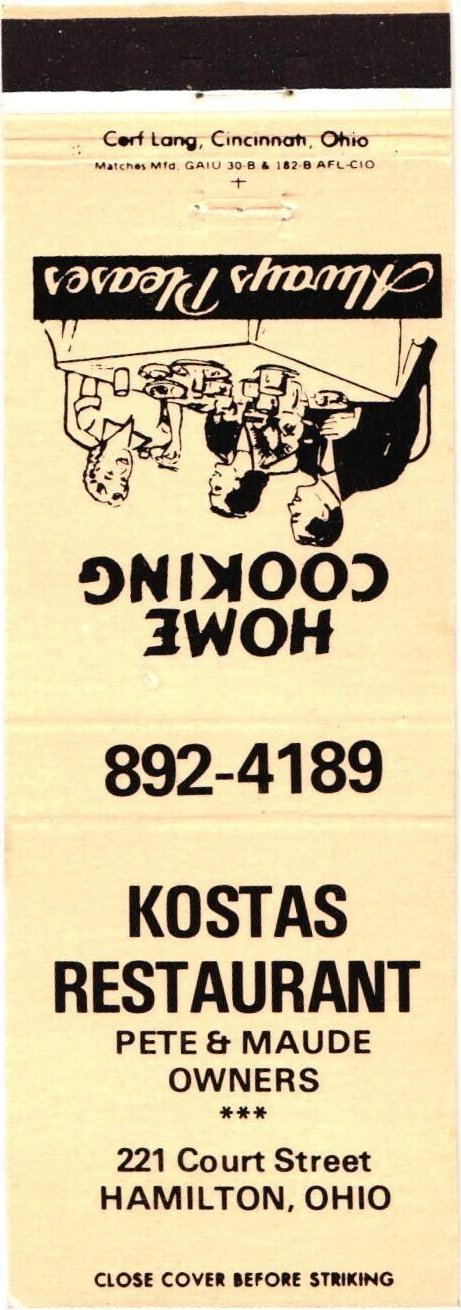 Cerf Lang, Cincinnati, Ohio
Matches Mfd. GAIU 30-B & 182-B AFL-CIO
HOME
COOKING
Always Pleases
892-4189
KOSTAS
RESTAURANT
PETE & MAUDE
OWNERS
***
221 Court Street
HAMILTON, OHIO
CLOSE COVER BEFORE STRIKING